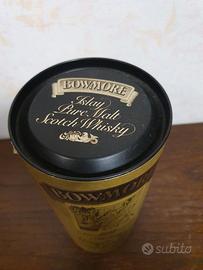 BOWMORE
Islay
Pure Malt
Scotch Whisky
BOWMORE
subito